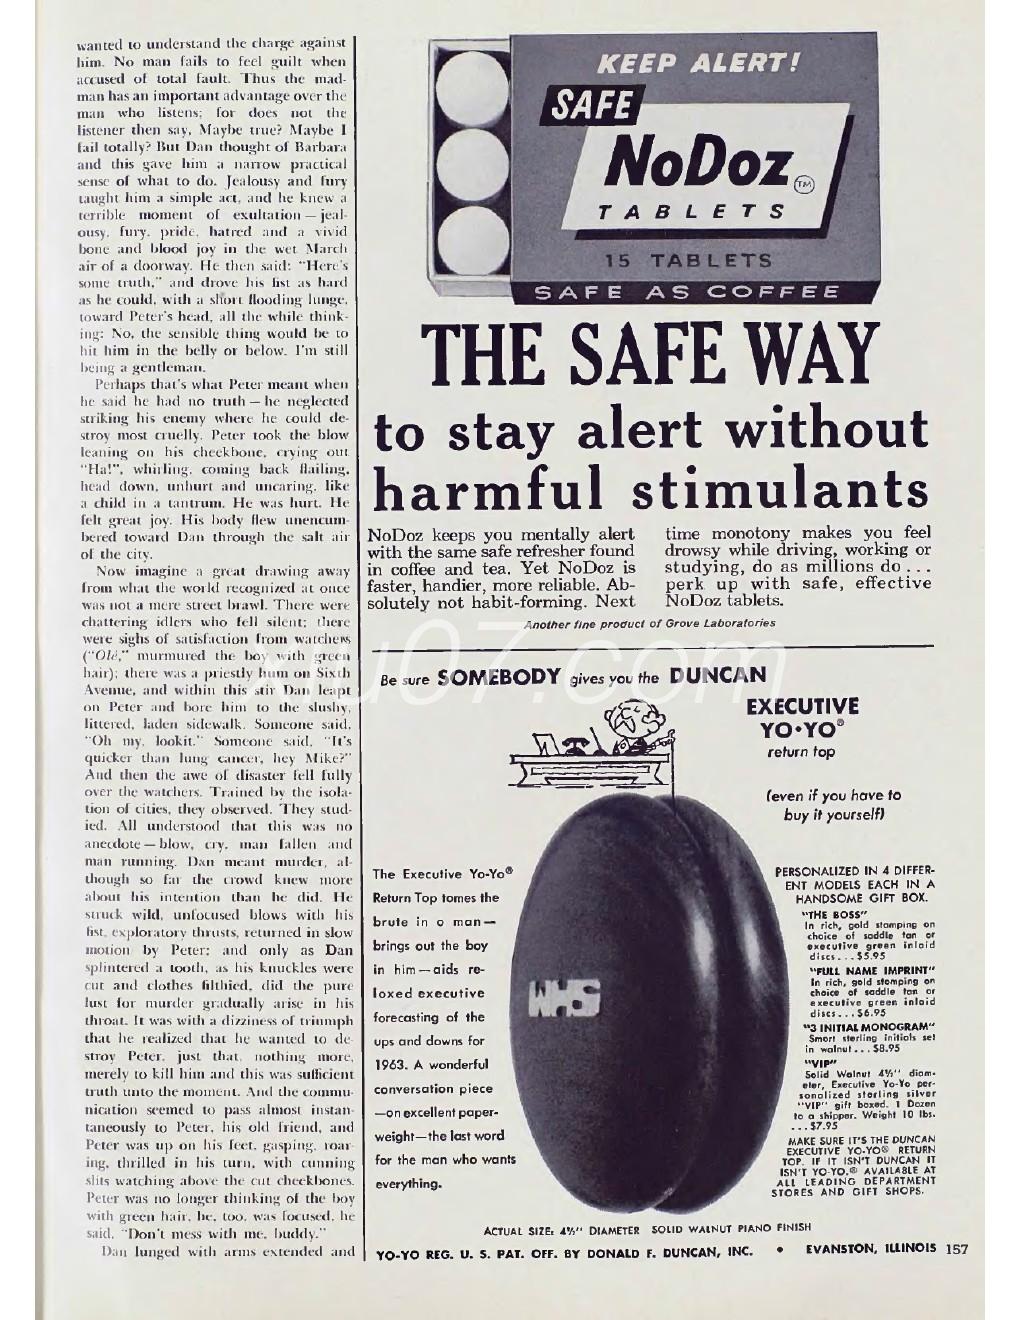 wanted to understand the charge against
him. No man fails to feel guilt when
accused of total fault. Thus the mad-
man has an important advantage over the
man who listens; for does not the
listener then say, Maybe true? Maybe I
fail totally? But Dan thought of Barbara
and this gave him a narrow practical
sense of what to do. Jealousy and fury
taught him a simple act, and he knew a
terrible moment of exultation — jeal-
ousy, fury, pride, hatred and a vivid
bone and blood joy in the wet March
air of a doorway. He then said: "Here's
some truth," and drove his fist as hard
as he could, with a short flooding lunge,
toward Peter's head, all the while think-
ing: No, the sensible thing would be to
hit him in the belly or below. I'm still
being a gentleman.
Perhaps that's what Peter meant when
he said he had no truth — he neglected
striking his enemy where he could de-
stroy most cruelly. Peter took the blow
leaning on his cheekbone, crying out
"Ha!", whirling, coming back flailing,
head down, unhurt and uncaring, like
a child in a tantrum. He was hurt. He
felt great joy. His body flew unencum-
bered toward Dan through the salt air
of the city.
Now imagine a great drawing away
from what the world recognized at once
was not a mere street brawl. There were
chattering idlers who fell silent; there
were sighs of satisfaction from watchers
("Olé," murmured the boy with green
hair); there was a priestly hum on Sixth
Avenue, and within this stir Dan leapt
on Peter and bore him to the slushy,
littered, laden sidewalk. Someone said,
"Oh my, lookit." Someone said, "It's
quicker than lung cancer, hey Mike?"
And then the awe of disaster fell fully
over the watchers. Trained by the isola-
tion of cities, they observed. They stud-
ied. All understood that this was no
anecdote — blow, cry, man fallen and
man running. Dan meant murder, al-
though so far the crowd knew more
about his intention than he did. He
struck wild, unfocused blows with his
fist, exploratory thrusts, returned in slow
motion by Peter; and only as Dan
splintered a tooth, as his knuckles were
cut and clothes filthied, did the pure
lust for murder gradually arise in his
throat. It was with a dizziness of triumph
that he realized that he wanted to de-
stroy Peter, just that, nothing more,
merely to kill him and this was sufficient
truth unto the moment. And the commu-
nication seemed to pass almost instan-
taneously to Peter, his old friend, and
Peter was up on his feet, gasping, roar-
ing, thrilled in his turn, with cunning
slits watching above the cut cheekbones.
Peter was no longer thinking of the boy
with green hair, he, too, was focused, he
said, "Don't mess with me, buddy."
Dan lunged with arms extended and
KEEP ALERT!
SAFE
NoDoz TM
TABLETS
15 TABLETS
SAFE AS COFFEE
THE SAFE WAY
to stay alert without
harmful stimulants
NoDoz keeps you mentally alert
with the same safe refresher found
in coffee and tea. Yet NoDoz is
faster, handier, more reliable. Ab-
solutely not habit-forming. Next
time monotony makes you feel
drowsy while driving, working or
studying, do as millions do . . .
perk up with safe, effective
NoDoz tablets.
Another fine product of Grove Laboratories
xiu07.com
Be sure SOMEBODY gives you the DUNCAN
EXECUTIVE
YO•YO®
return top
(even if you have to
buy it yourself)
The Executive Yo-Yo®
Return Top tames the
brute in a man—
brings out the boy
in him—aids re-
laxed executive
forecasting of the
ups and downs for
1963. A wonderful
conversation piece
—an excellent paper-
weight—the last word
for the man who wants
everything.
WHS
PERSONALIZED IN 4 DIFFER-
ENT MODELS EACH IN A
HANDSOME GIFT BOX.
"THE BOSS"
In rich, gold stamping on
choice of saddle tan or
executive green inlaid
discs . . . $5.95
"FULL NAME IMPRINT"
In rich, gold stamping on
choice of saddle tan or
executive green inlaid
discs . . . $6.95
"3 INITIAL MONOGRAM"
Smart sterling initials set
in walnut . . . $8.95
"VIP"
Solid Walnut 4½" diam-
eter, Executive Yo-Yo per-
sonalized sterling silver
"VIP" gift boxed. 1 Dozen
to a shipper. Weight 10 lbs.
. . . $7.95
MAKE SURE IT'S THE DUNCAN
EXECUTIVE YO-YO® RETURN
TOP. IF IT ISN'T DUNCAN IT
ISN'T YO-YO.® AVAILABLE AT
ALL LEADING DEPARTMENT
STORES AND GIFT SHOPS.
ACTUAL SIZE: 4½" DIAMETER SOLID WALNUT PIANO FINISH
YO-YO REG. U. S. PAT. OFF. BY DONALD F. DUNCAN, INC. • EVANSTON, ILLINOIS 157